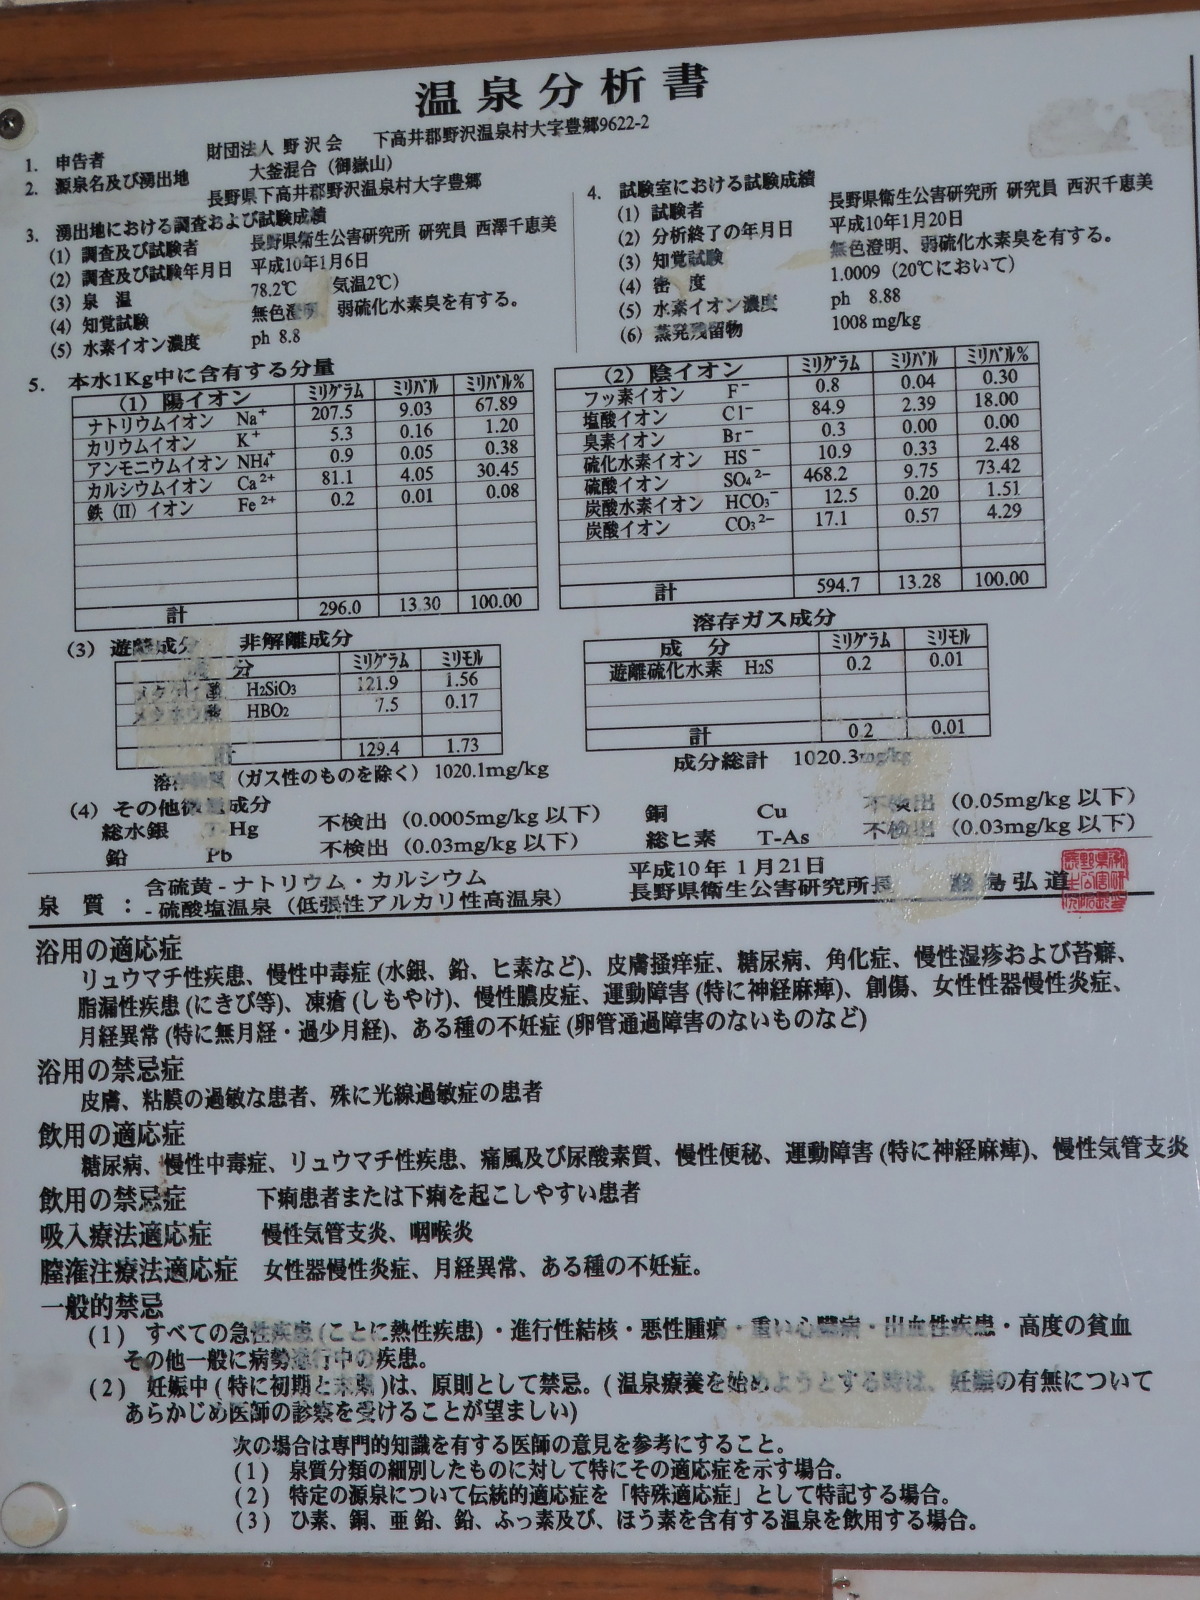 温泉分析書
1. 申告者 財団法人 野沢会 下高井郡野沢温泉村大字豊郷9622-2
2. 源泉名及び湧出地 大釜混合（御嶽山）
長野県下高井郡野沢温泉村大字豊郷
3. 湧出地における調査および試験成績
(1) 調査及び試験者 長野県衛生公害研究所 研究員 西澤千恵美
(2) 調査及び試験年月日 平成10年1月6日
(3) 泉 温 78.2℃ 気温2℃）
(4) 知覚試験 無色澄明、弱硫化水素臭を有する。
(5) 水素イオン濃度 ph 8.8
4. 試験室における試験成績
(1) 試験者 長野県衛生公害研究所 研究員 西沢千恵美
(2) 分析終了の年月日 平成10年1月20日
(3) 知覚試験 無色澄明、弱硫化水素臭を有する。
(4) 密 度 1.0009（20℃において）
(5) 水素イオン濃度 ph 8.88
(6) 蒸発残留物 1008 mg/kg
5. 本水1Kg中に含有する分量
(1) 陽イオン ミリグラム ミリバル ミリバル%
ナトリウムイオン Na⁺ 207.5 9.03 67.89
カリウムイオン K⁺ 5.3 0.16 1.20
アンモニウムイオン NH₄⁺ 0.9 0.05 0.38
カルシウムイオン Ca²⁺ 81.1 4.05 30.45
鉄（II）イオン Fe²⁺ 0.2 0.01 0.08
計 296.0 13.30 100.00
(2) 陰イオン ミリグラム ミリバル ミリバル%
フッ素イオン F⁻ 0.8 0.04 0.30
塩酸イオン Cl⁻ 84.9 2.39 18.00
臭素イオン Br⁻ 0.3 0.00 0.00
硫化水素イオン HS⁻ 10.9 0.33 2.48
硫酸イオン SO₄²⁻ 468.2 9.75 73.42
炭酸水素イオン HCO₃⁻ 12.5 0.20 1.51
炭酸イオン CO₃²⁻ 17.1 0.57 4.29
計 594.7 13.28 100.00
(3) 遊離成分 非解離成分
成 分 ミリグラム ミリモル
メタケイ酸 H₂SiO₃ 121.9 1.56
メタホウ酸 HBO₂ 7.5 0.17
計 129.4 1.73
溶存物質（ガス性のものを除く） 1020.1mg/kg
溶存ガス成分
成 分 ミリグラム ミリモル
遊離硫化水素 H₂S 0.2 0.01
計 0.2 0.01
成分総計 1020.3mg/kg
(4) その他微量成分
総水銀 T-Hg 不検出（0.0005mg/kg 以下）
鉛 Pb 不検出（0.03mg/kg 以下）
銅 Cu 不検出（0.05mg/kg 以下）
総ヒ素 T-As 不検出（0.03mg/kg 以下）
泉 質 : 含硫黄 - ナトリウム・カルシウム
- 硫酸塩温泉（低張性アルカリ性高温泉）
平成10年 1月21日
長野県衛生公害研究所長 島弘道
浴用の適応症
リュウマチ性疾患、慢性中毒症 (水銀、鉛、ヒ素など)、皮膚掻痒症、糖尿病、角化症、慢性湿疹および苔癬、
脂漏性疾患 (にきび等)、凍瘡 (しもやけ)、慢性膿皮症、運動障害 (特に神経麻痺)、創傷、女性性器慢性炎症、
月経異常 (特に無月経・過少月経)、ある種の不妊症 (卵管通過障害のないものなど)
浴用の禁忌症
皮膚、粘膜の過敏な患者、殊に光線過敏症の患者
飲用の適応症
糖尿病、慢性中毒症、リュウマチ性疾患、痛風及び尿酸素質、慢性便秘、運動障害 (特に神経麻痺)、慢性気管支炎
飲用の禁忌症 下痢患者または下痢を起こしやすい患者
吸入療法適応症 慢性気管支炎、咽喉炎
膣潅注療法適応症 女性器慢性炎症、月経異常、ある種の不妊症。
一般的禁忌
(1) すべての急性疾患 (ことに熱性疾患)・進行性結核・悪性腫瘍・重い心臓病・出血性疾患・高度の貧血
その他一般に病勢進行中の疾患。
(2) 妊娠中 ( 特に初期と末期 )は、原則として禁忌。( 温泉療養を始めようとする時は、妊娠の有無について
あらかじめ医師の診察を受けることが望ましい)
次の場合は専門的知識を有する医師の意見を参考にすること。
(1) 泉質分類の細別したものに対して特にその適応症を示す場合。
(2) 特定の源泉について伝統的適応症を「特殊適応症」として特記する場合。
(3) ひ素、銅、亜鉛、鉛、ふっ素及び、ほう素を含有する温泉を飲用する場合。